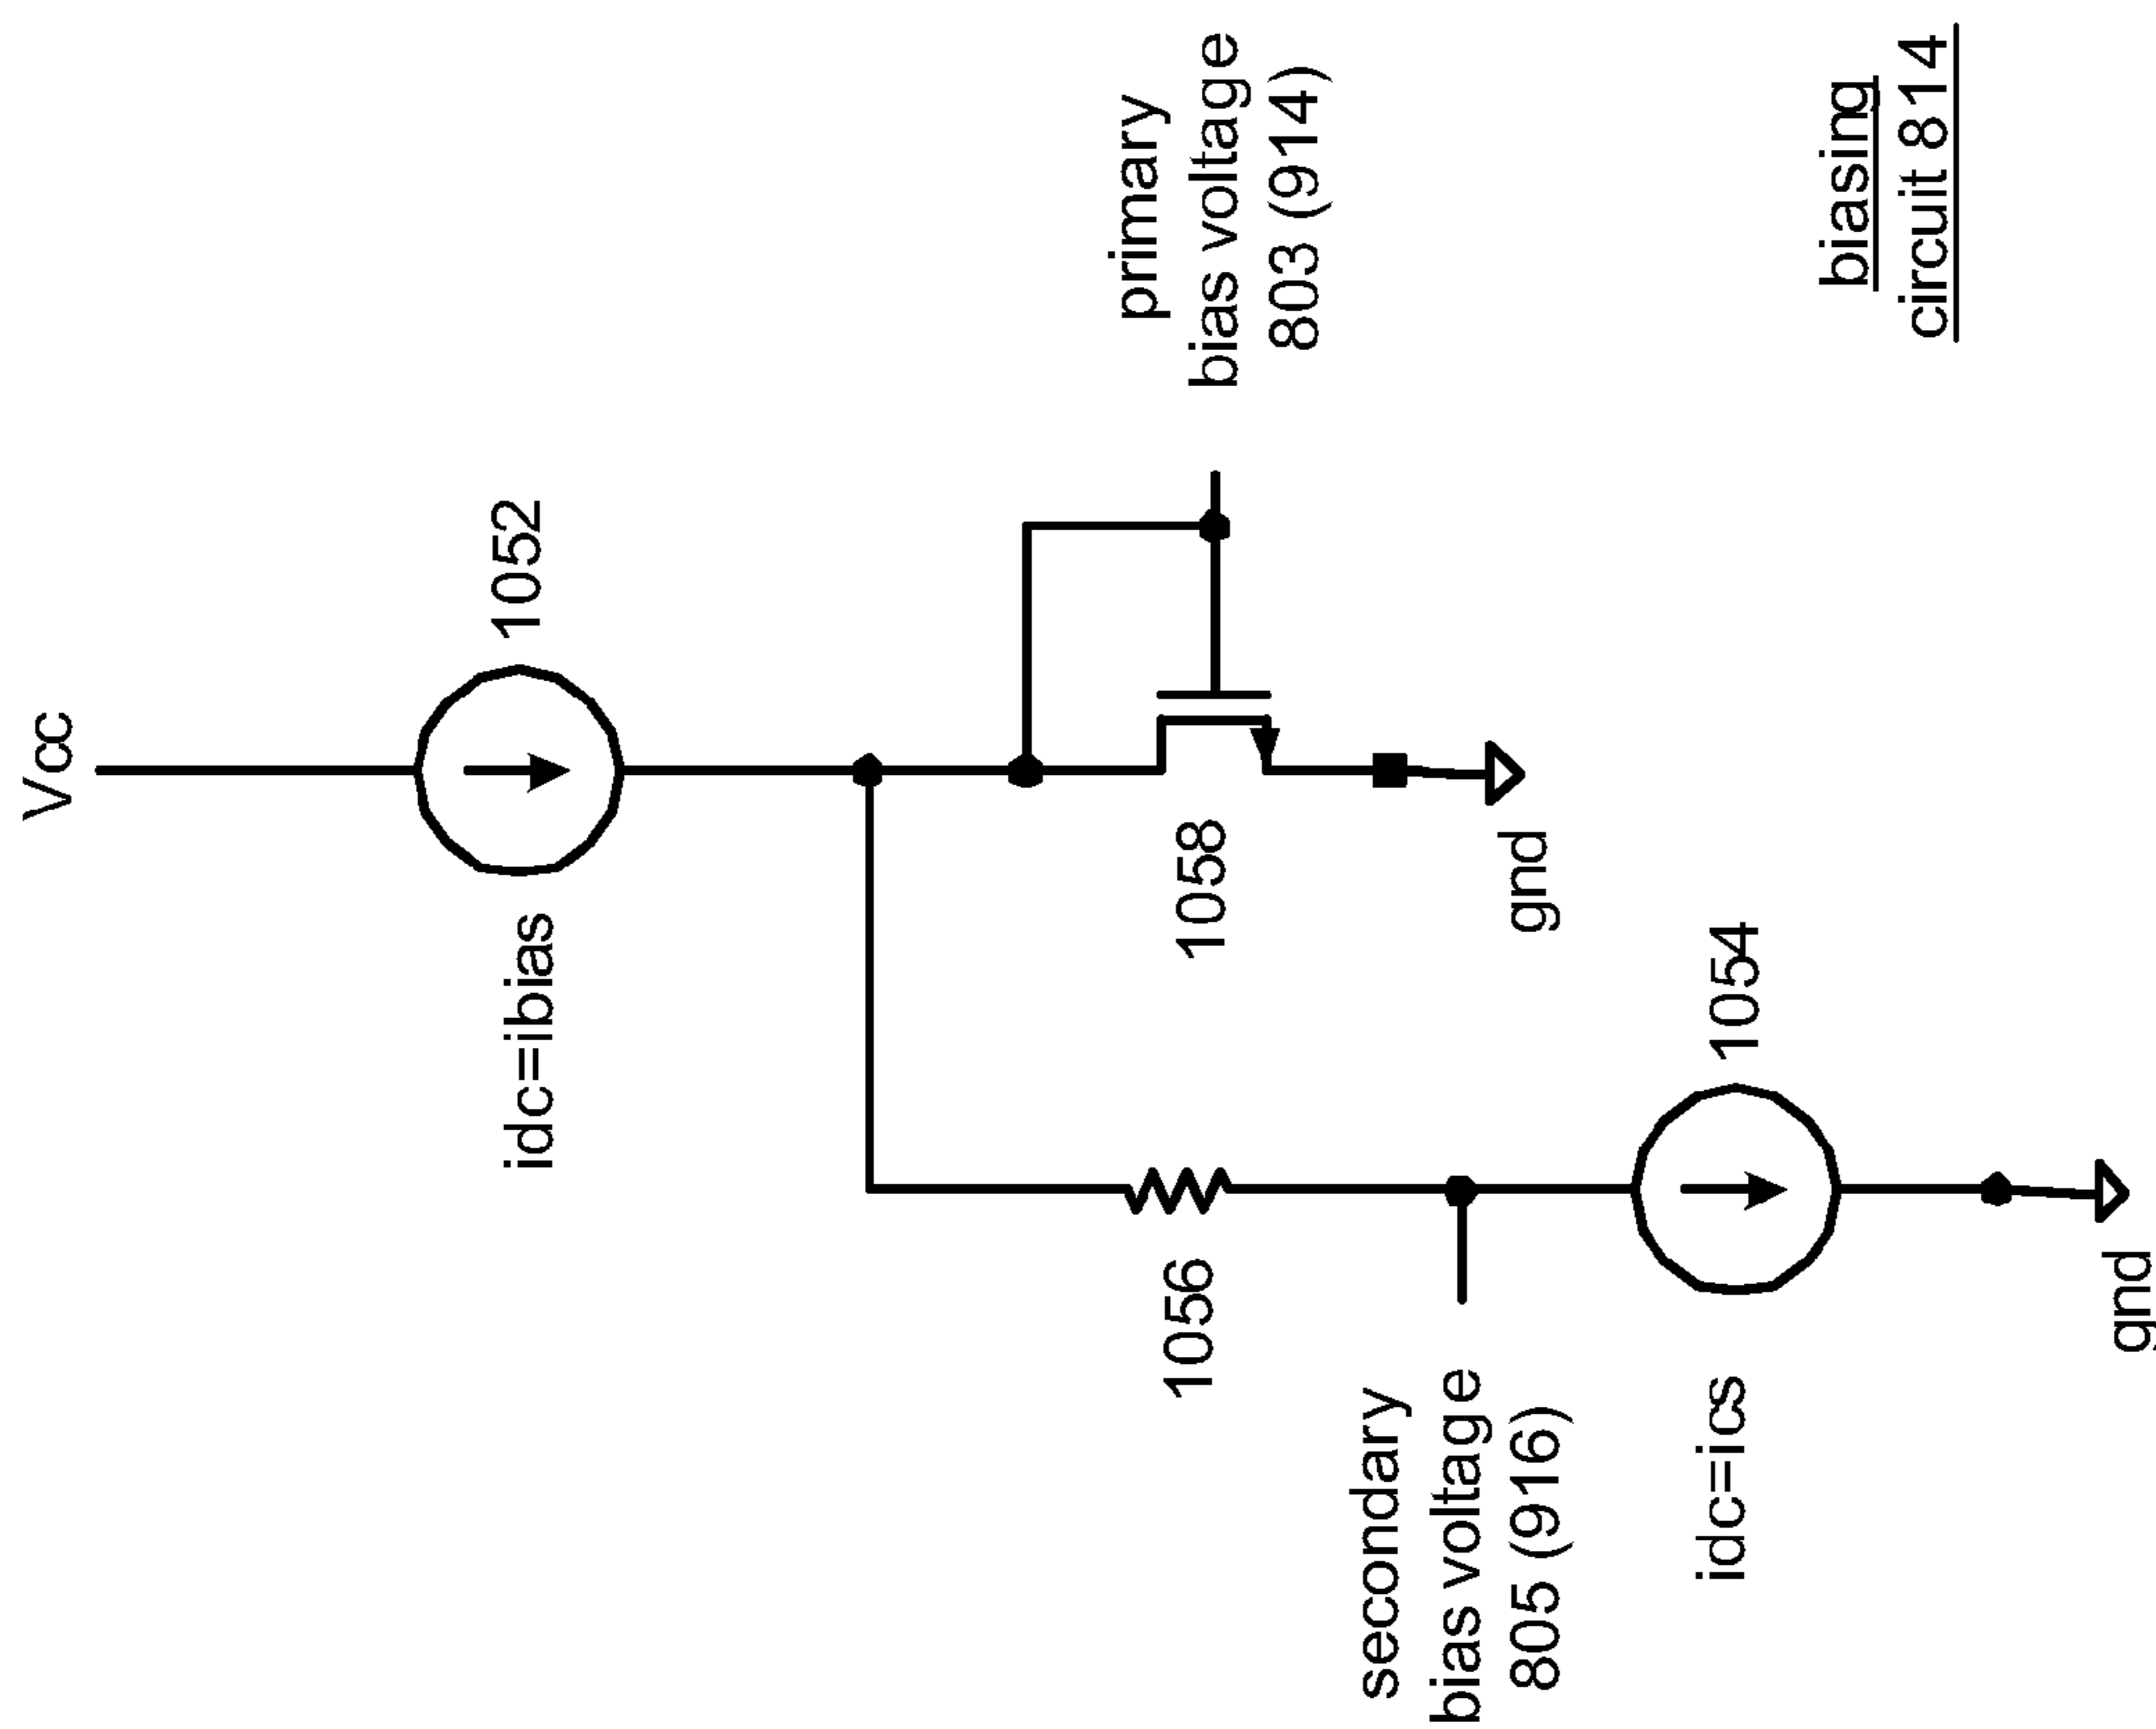 Vcc
idc=ibias
1052
primary
bias voltage
803 (914)
1058
gnd
1056
secondary
bias voltage
805 (916)
1054
idc=ics
gnd
biasing
circuit 814